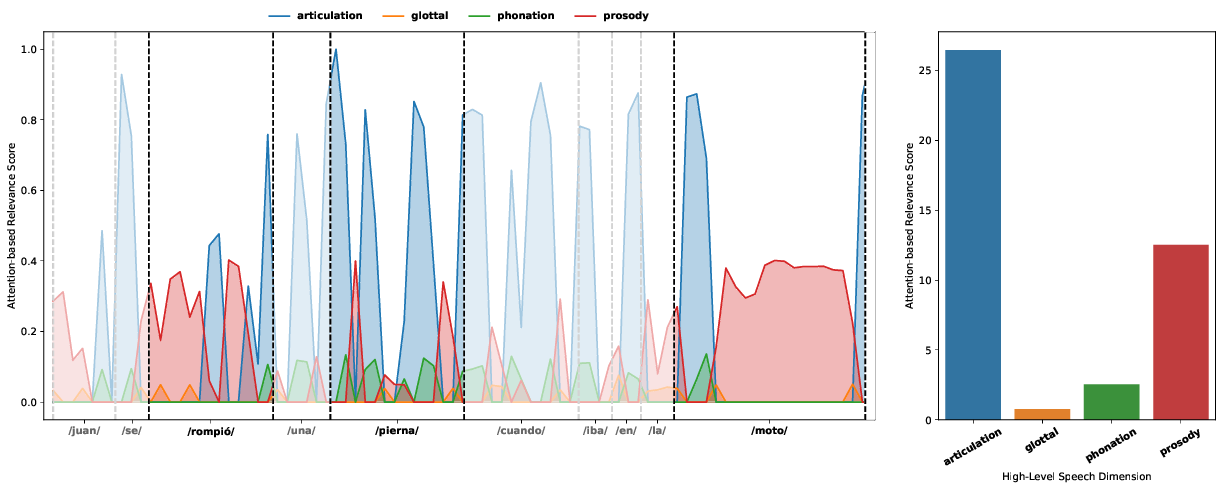 articulation glottal phonation prosody
Attention-based Relevance Score
1.0
0.8
0.6
0.4
0.2
0.0
/juan/ /se/ /rompió/ /una/ /pierna/ /cuando/ /iba/ /en/ /la/ /moto/
Attention-based Relevance Score
25
20
15
10
5
0
articulation glottal phonation prosody
High-Level Speech Dimension